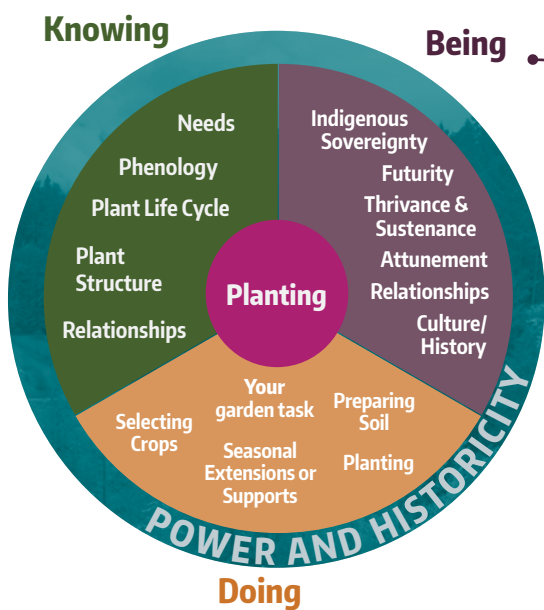 Knowing
Being
Needs
Phenology
Plant Life Cycle
Plant
Structure
Relationships
Indigenous
Sovereignty
Futurity
Thrivance &
Sustenance
Attunement
Relationships
Culture/
History
Planting
Selecting
Crops
Your
garden task
Seasonal
Extensions or
Supports
Preparing
Soil
Planting
POWER AND HISTORICITY
Doing